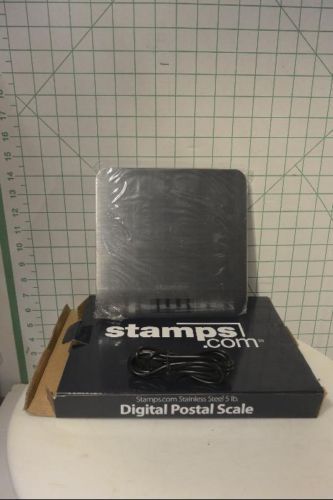 stamps
.com
Stamps.com Stainless Steel 5 lb.
Digital Postal Scale